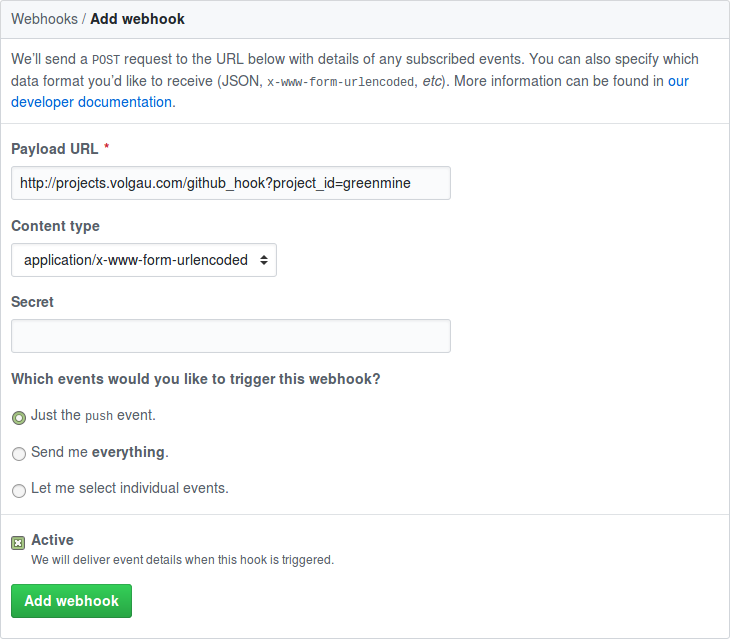 Webhooks / Add webhook
We’ll send a POST request to the URL below with details of any subscribed events. You can also specify which
data format you’d like to receive (JSON, x-www-form-urlencoded, etc). More information can be found in our
developer documentation.
Payload URL *
http://projects.volgau.com/github_hook?project_id=greenmine
Content type
application/x-www-form-urlencoded
Secret
Which events would you like to trigger this webhook?
Just the push event.
Send me everything.
Let me select individual events.
Active
We will deliver event details when this hook is triggered.
Add webhook